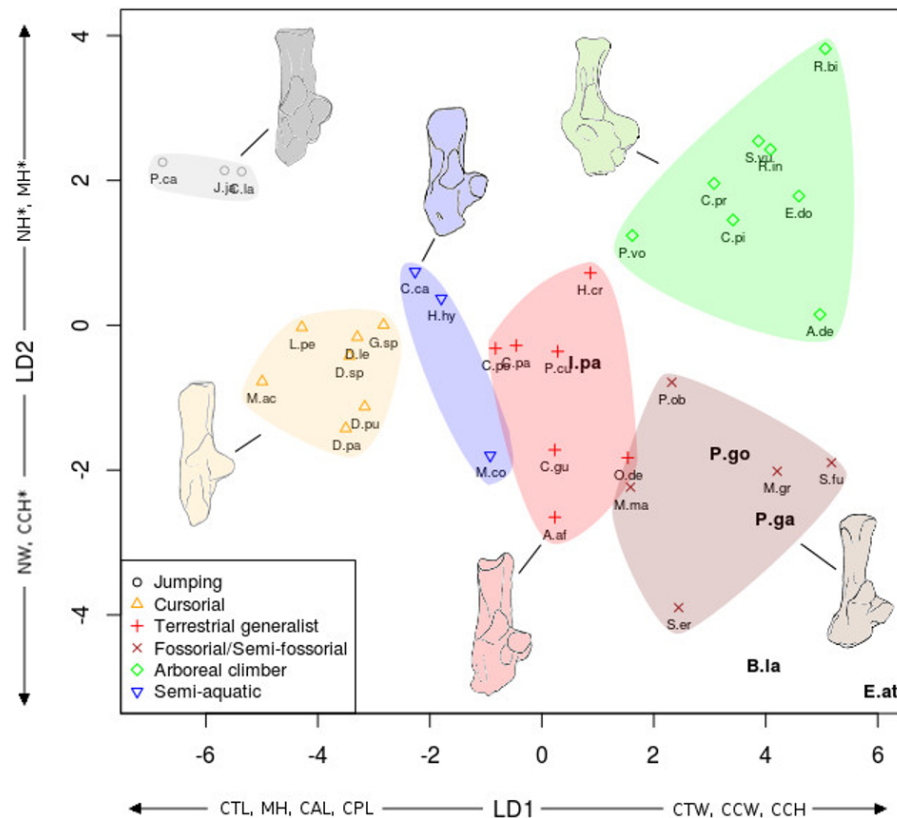 4
2
0
-2
-4
NH*, MH*
LD2
NW, CCH*
R.bi
S.vu
R.in
P.ca
J.ja
C.la
C.pr
E.do
C.pi
P.vo
C.ca
H.cr
H.hy
A.de
L.pe
G.sp
D.le
D.sp
C.pa
P.cu
I.pa
M.ac
P.ob
D.pu
D.pa
P.go
M.co
C.gu
O.de
M.gr
S.fu
M.ma
P.ga
A.af
S.er
B.la
E.at
Jumping
Cursorial
Terrestrial generalist
Fossorial/Semi-fossorial
Arboreal climber
Semi-aquatic
-6 -4 -2 0 2 4 6
CTL, MH, CAL, CPL LD1 CTW, CCW, CCH